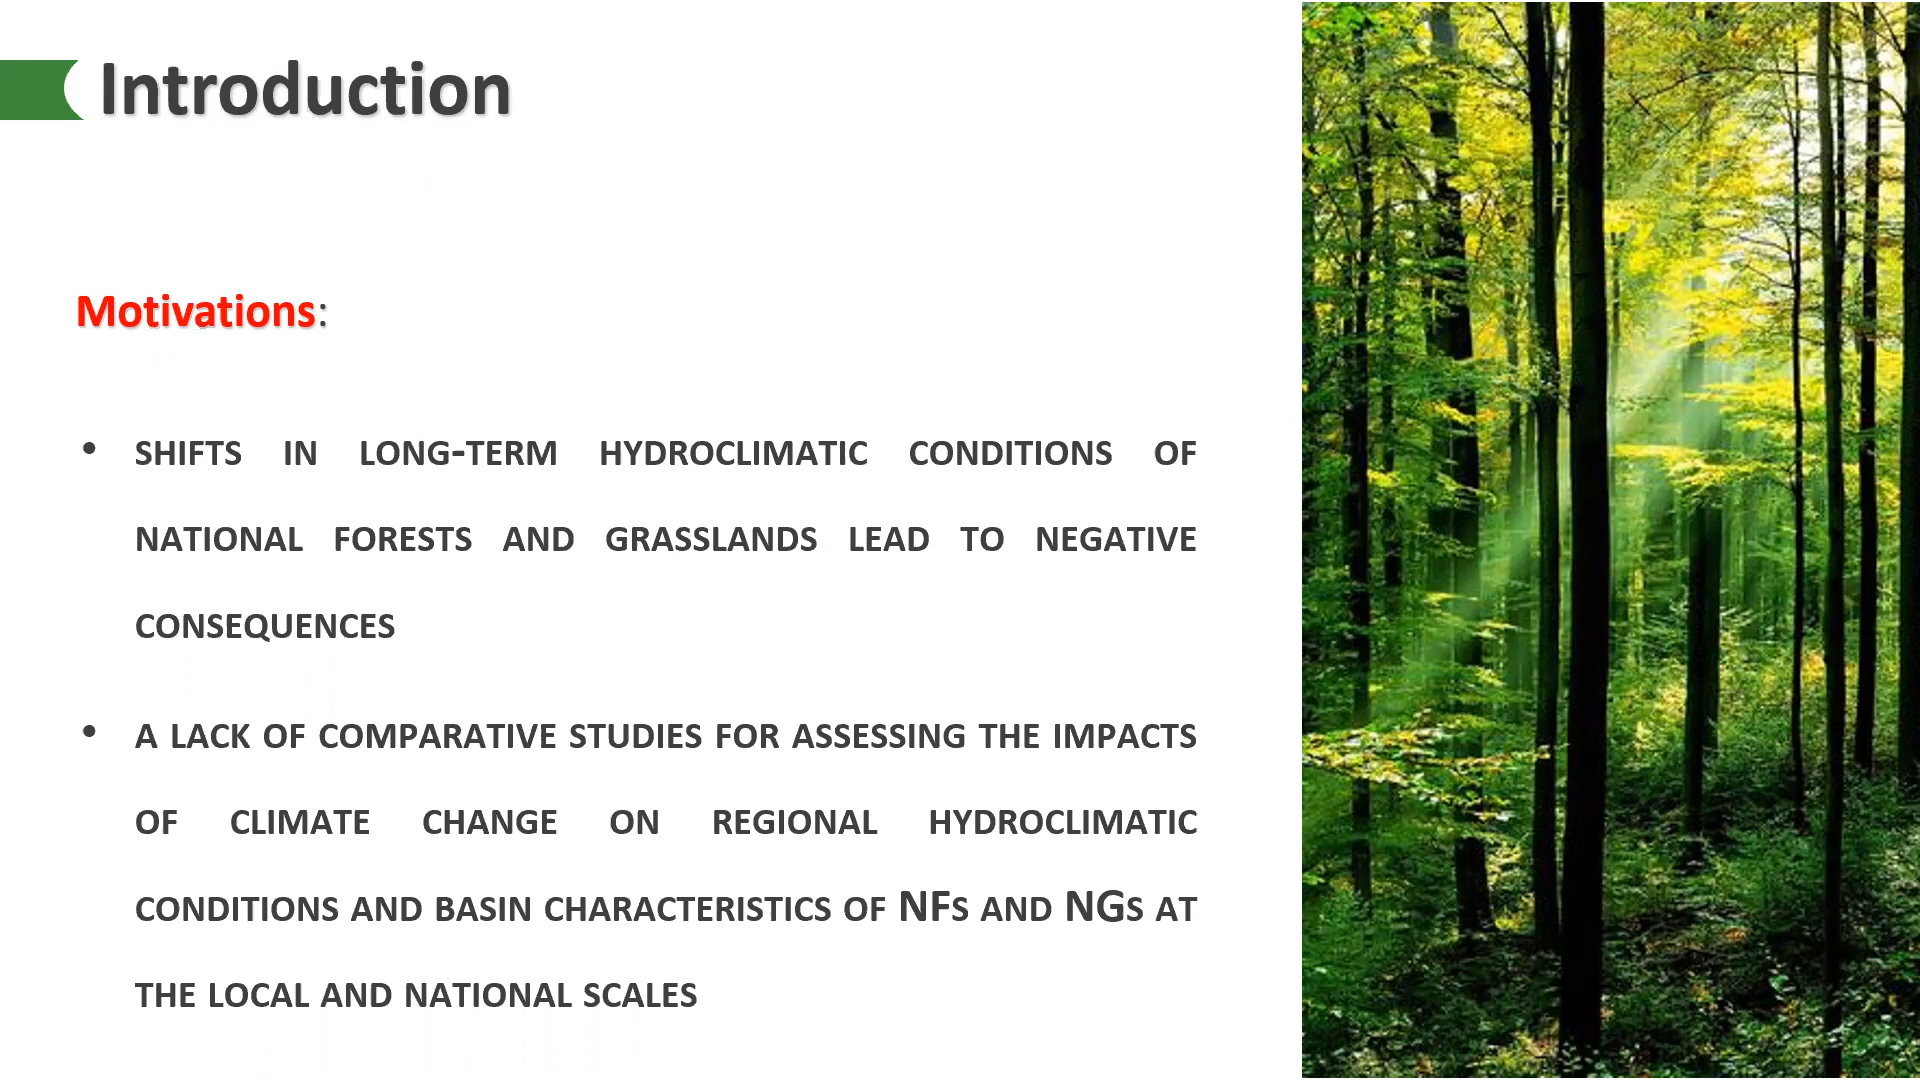 Introduction
Motivations:
• SHIFTS IN LONG-TERM HYDROCLIMATIC CONDITIONS OF
NATIONAL FORESTS AND GRASSLANDS LEAD TO NEGATIVE
CONSEQUENCES
• A LACK OF COMPARATIVE STUDIES FOR ASSESSING THE IMPACTS
OF CLIMATE CHANGE ON REGIONAL HYDROCLIMATIC
CONDITIONS AND BASIN CHARACTERISTICS OF NFS AND NGS AT
THE LOCAL AND NATIONAL SCALES